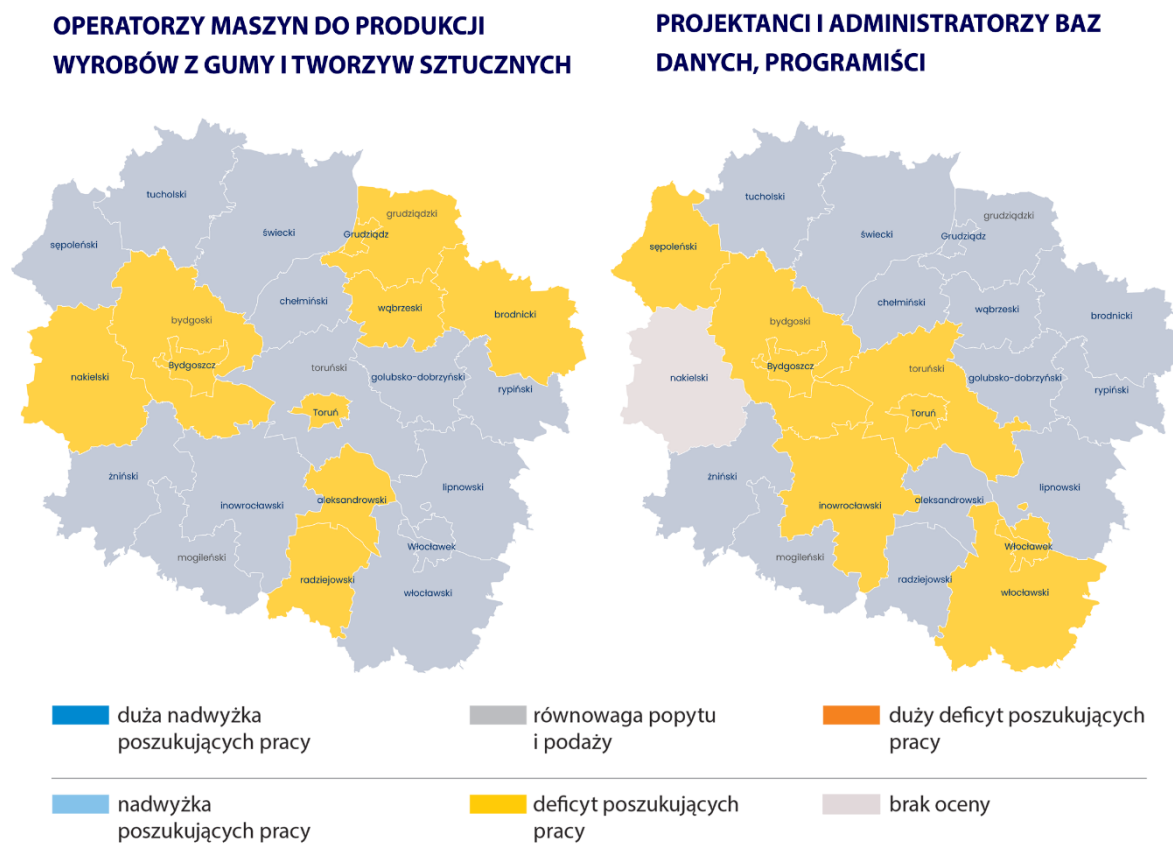 OPERATORZY MASZYN DO PRODUKCJI
WYROBÓW Z GUMY I TWORZYW SZTUCZNYCH
tucholski
sępoleński
świecki
grudziądzki
Grudziądz
chełmiński
wąbrzeski
brodnicki
bydgoski
Bydgoszcz
nakielski
toruński
golubsko-dobrzyński
rypiński
Toruń
żniński
inowrocławski
aleksandrowski
lipnowski
mogileński
Włocławek
radziejowski
włocławski
PROJEKTANCI I ADMINISTRATORZY BAZ
DANYCH, PROGRAMIŚCI
tucholski
sępoleński
świecki
grudziądzki
Grudziądz
chełmiński
wąbrzeski
brodnicki
bydgoski
Bydgoszcz
nakielski
toruński
golubsko-dobrzyński
rypiński
Toruń
żniński
inowrocławski
aleksandrowski
lipnowski
mogileński
Włocławek
radziejowski
włocławski
duża nadwyżka
poszukujących pracy
równowaga popytu
i podaży
duży deficyt poszukujących
pracy
nadwyżka
poszukujących pracy
deficyt poszukujących
pracy
brak oceny